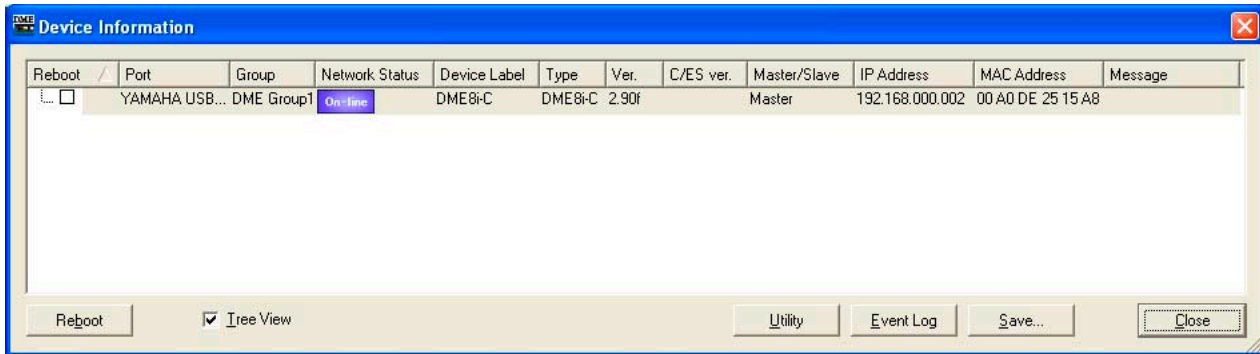 DME Device Information
Reboot Port Group Network Status Device Label Type Ver. C/ES ver. Master/Slave IP Address MAC Address Message
YAMAHA USB... DME Group1 On-line DME8i-C DME8i-C 2.90f Master 192.168.000.002 00 A0 DE 25 15 A8
Reboot Tree View Utility Event Log Save... Close